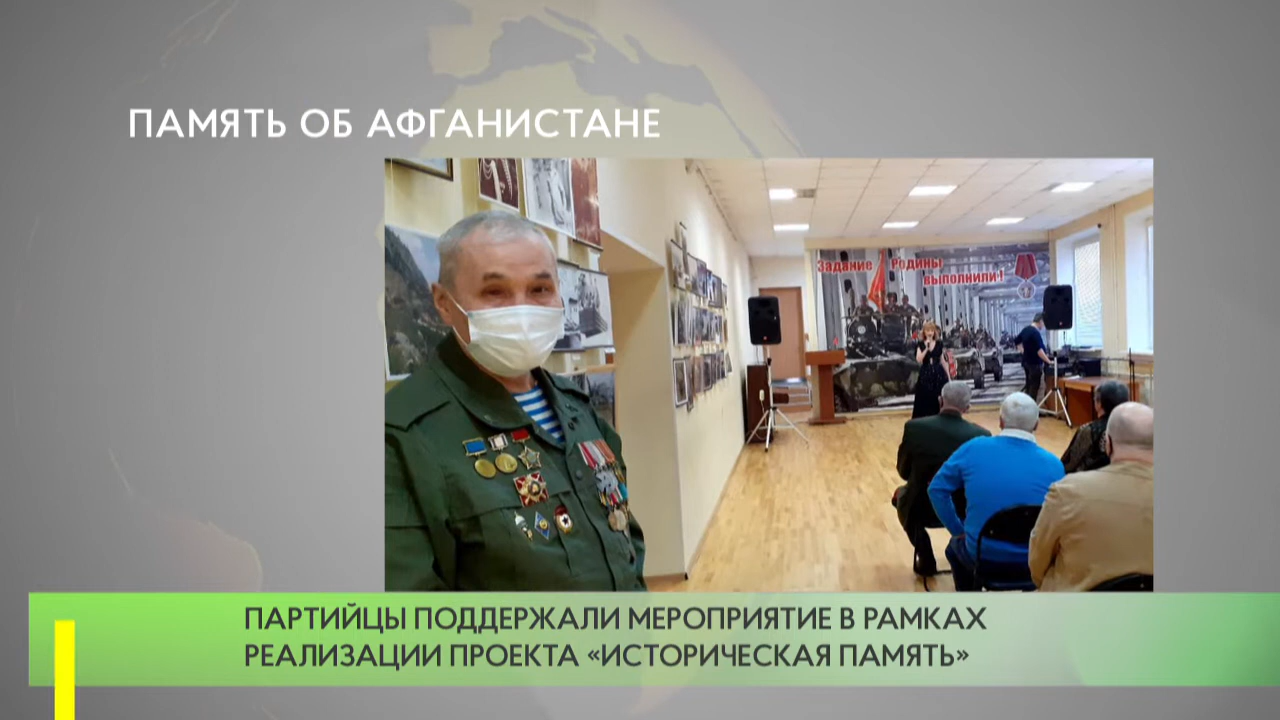 ПАМЯТЬ ОБ АФГАНИСТАНЕ
Задание Родины
выполнили!
ПАРТИЙЦЫ ПОДДЕРЖАЛИ МЕРОПРИЯТИЕ В РАМКАХ
РЕАЛИЗАЦИИ ПРОЕКТА «ИСТОРИЧЕСКАЯ ПАМЯТЬ»